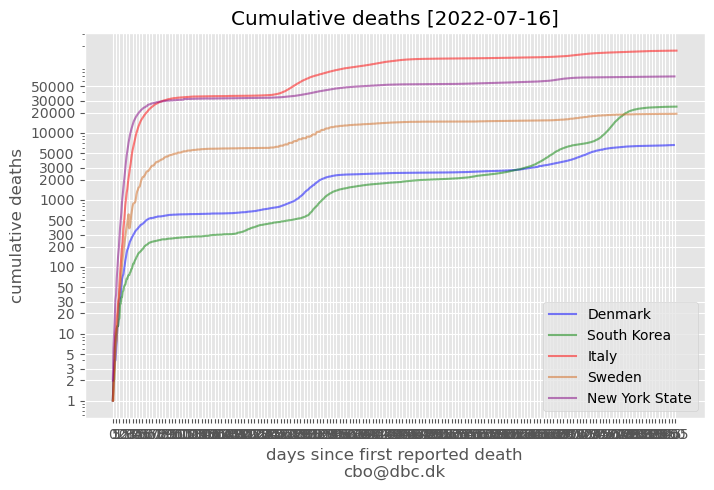 Cumulative deaths [2022-07-16]
cumulative deaths
50000
30000
20000
10000
5000
3000
2000
1000
500
300
200
100
50
30
20
10
5
3
2
1
Denmark
South Korea
Italy
Sweden
New York State
days since first reported death
cbo@dbc.dk